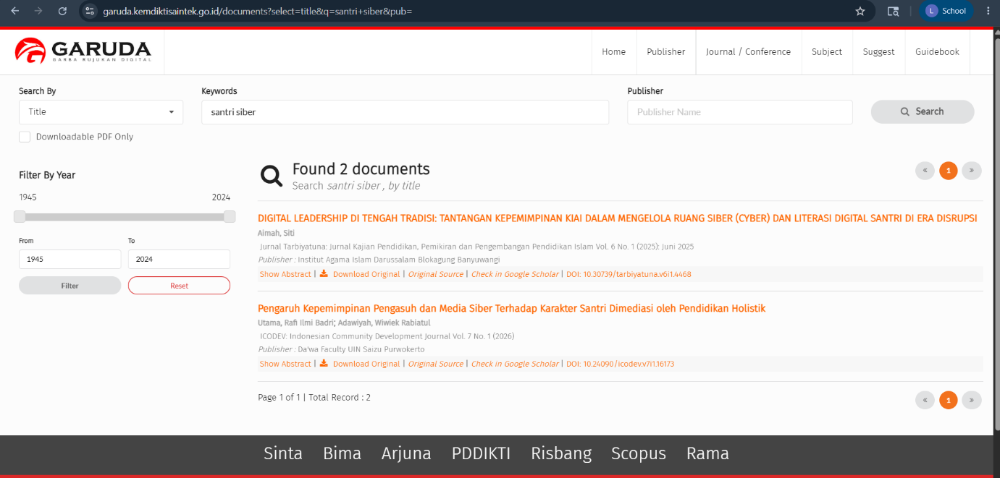 garuda.kemdiktisaintek.go.id/documents?select=title&q=santri+siber&pub=
L School
GARUDA
GARBA RUJUKAN DIGITAL
Home Publisher Journal / Conference Subject Suggest Guidebook
Search By Keywords Publisher
Title santri siber Publisher Name Search
Downloadable PDF Only
Filter By Year
1945 2024
From To
1945 2024
Filter Reset
Found 2 documents
Search santri siber , by title
« 1 »
DIGITAL LEADERSHIP DI TENGAH TRADISI: TANTANGAN KEPEMIMPINAN KIAI DALAM MENGELOLA RUANG SIBER (CYBER) DAN LITERASI DIGITAL SANTRI DI ERA DISRUPSI
Aimah, Siti
Jurnal Tarbiyatuna: Jurnal Kajian Pendidikan, Pemikiran dan Pengembangan Pendidikan Islam Vol. 6 No. 1 (2025): Juni 2025
Publisher : Institut Agama Islam Darussalam Blokagung Banyuwangi
Show Abstract | Download Original | Original Source | Check in Google Scholar | DOI: 10.30739/tarbiyatuna.v6i1.4468
Pengaruh Kepemimpinan Pengasuh dan Media Siber Terhadap Karakter Santri Dimediasi oleh Pendidikan Holistik
Utama, Rafi Ilmi Badri; Adawiyah, Wiwiek Rabiatul
ICODEV: Indonesian Community Development Journal Vol. 7 No. 1 (2026)
Publisher : Da'wa Faculty UIN Saizu Purwokerto
Show Abstract | Download Original | Original Source | Check in Google Scholar | DOI: 10.24090/icodev.v7i1.16173
Page 1 of 1 | Total Record : 2
« 1 »
Sinta Bima Arjuna PDDIKTI Risbang Scopus Rama